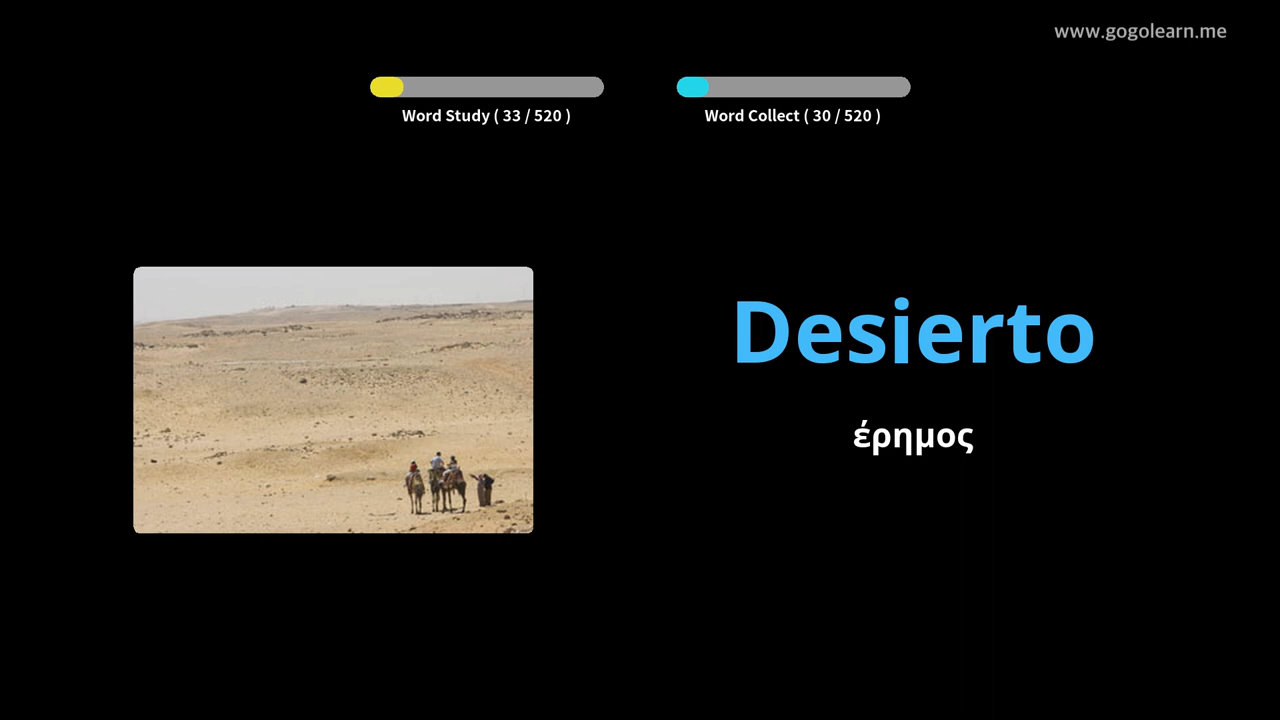 www.gogolearn.me
Word Study ( 33 / 520 )
Word Collect ( 30 / 520 )
Desierto
έρημος